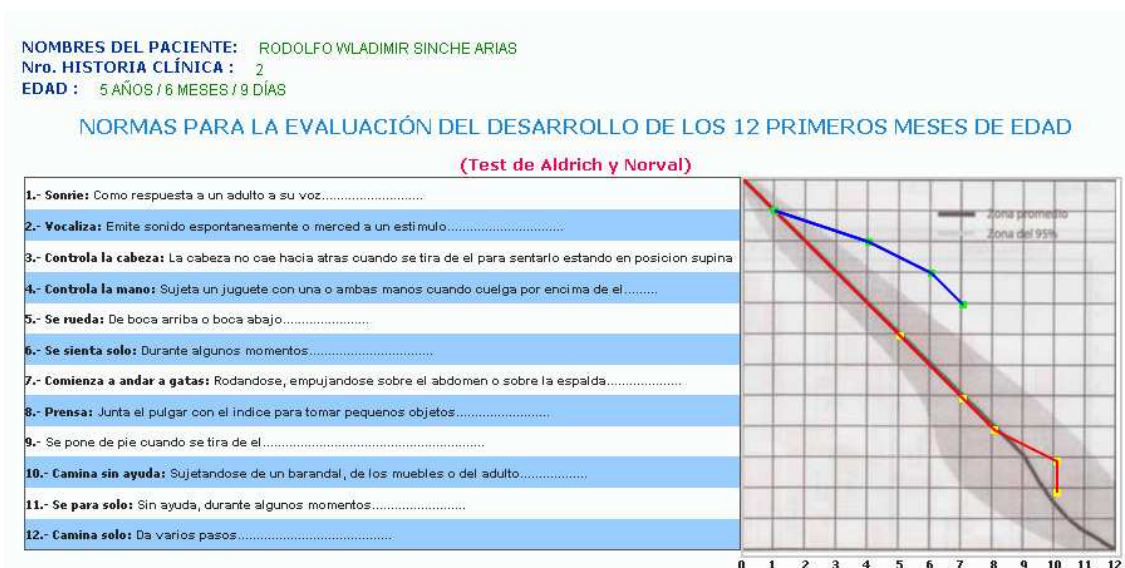 NOMBRES DEL PACIENTE: RODOLFO WLADIMIR SINCHE ARIAS
Nro. HISTORIA CLÍNICA : 2
EDAD : 5 AÑOS / 6 MESES / 9 DÍAS
NORMAS PARA LA EVALUACIÓN DEL DESARROLLO DE LOS 12 PRIMEROS MESES DE EDAD
(Test de Aldrich y Norval)
1.- Sonrie: Como respuesta a un adulto a su voz..........................
2.- Vocaliza: Emite sonido espontaneamente o merced a un estimulo..............................
3.- Controla la cabeza: La cabeza no cae hacia atras cuando se tira de el para sentarlo estando en posicion supina
4.- Controla la mano: Sujeta un juguete con una o ambas manos cuando cuelga por encima de el.........
5.- Se rueda: De boca arriba o boca abajo......................
6.- Se sienta solo: Durante algunos momentos................................
7.- Comienza a andar a gatas: Rodandose, empujandose sobre el abdomen o sobre la espalda...................
8.- Prensa: Junta el pulgar con el indice para tomar pequenos objetos........................
9.- Se pone de pie cuando se tira de el.........................................................
10.- Camina sin ayuda: Sujetandose de un barandal, de los muebles o del adulto.................
11.- Se para solo: Sin ayuda, durante algunos momentos........................
12.- Camina solo: Da varios pasos........................................
Zona promedio
Zona del 95%
0 1 2 3 4 5 6 7 8 9 10 11 12